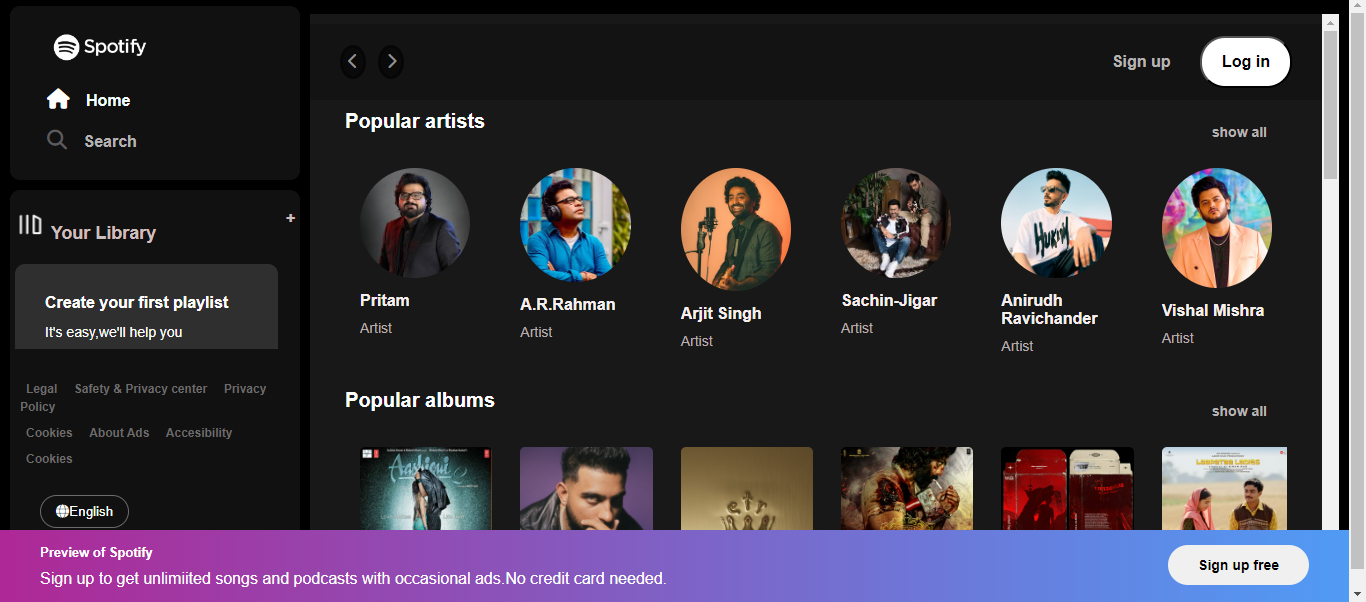 Spotify
Home
Search
Your Library
+
Create your first playlist
It's easy,we'll help you
Legal Safety & Privacy center Privacy
Policy
Cookies About Ads Accesibility
Cookies
English
Sign up
Log in
Popular artists
show all
Pritam
Artist
A.R.Rahman
Artist
Arjit Singh
Artist
Sachin-Jigar
Artist
Anirudh
Ravichander
Artist
Vishal Mishra
Artist
Popular albums
show all
Aashiqui
LAAPATAA LADIES
Preview of Spotify
Sign up to get unlimiited songs and podcasts with occasional ads.No credit card needed.
Sign up free